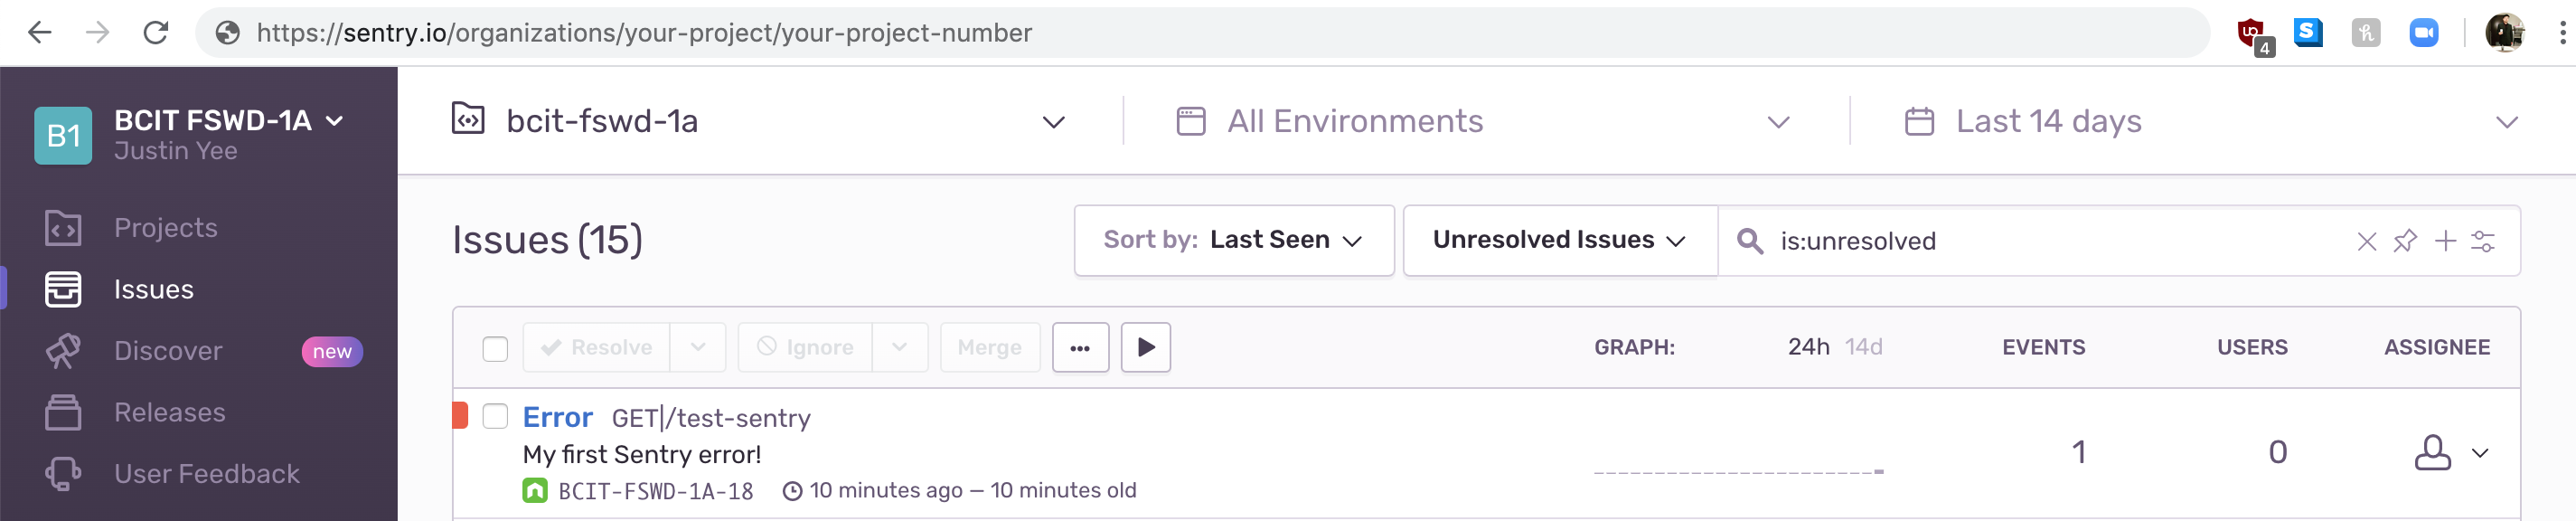 https://sentry.io/organizations/your-project/your-project-number
4
B1
BCIT FSWD-1A
Justin Yee
Projects
Issues
Discover new
Releases
User Feedback
bcit-fswd-1a All Environments Last 14 days
Issues (15) Sort by: Last Seen Unresolved Issues is:unresolved
Resolve Ignore Merge GRAPH: 24h 14d EVENTS USERS ASSIGNEE
Error GET|/test-sentry
My first Sentry error!
BCIT-FSWD-1A-18 10 minutes ago — 10 minutes old
1 0